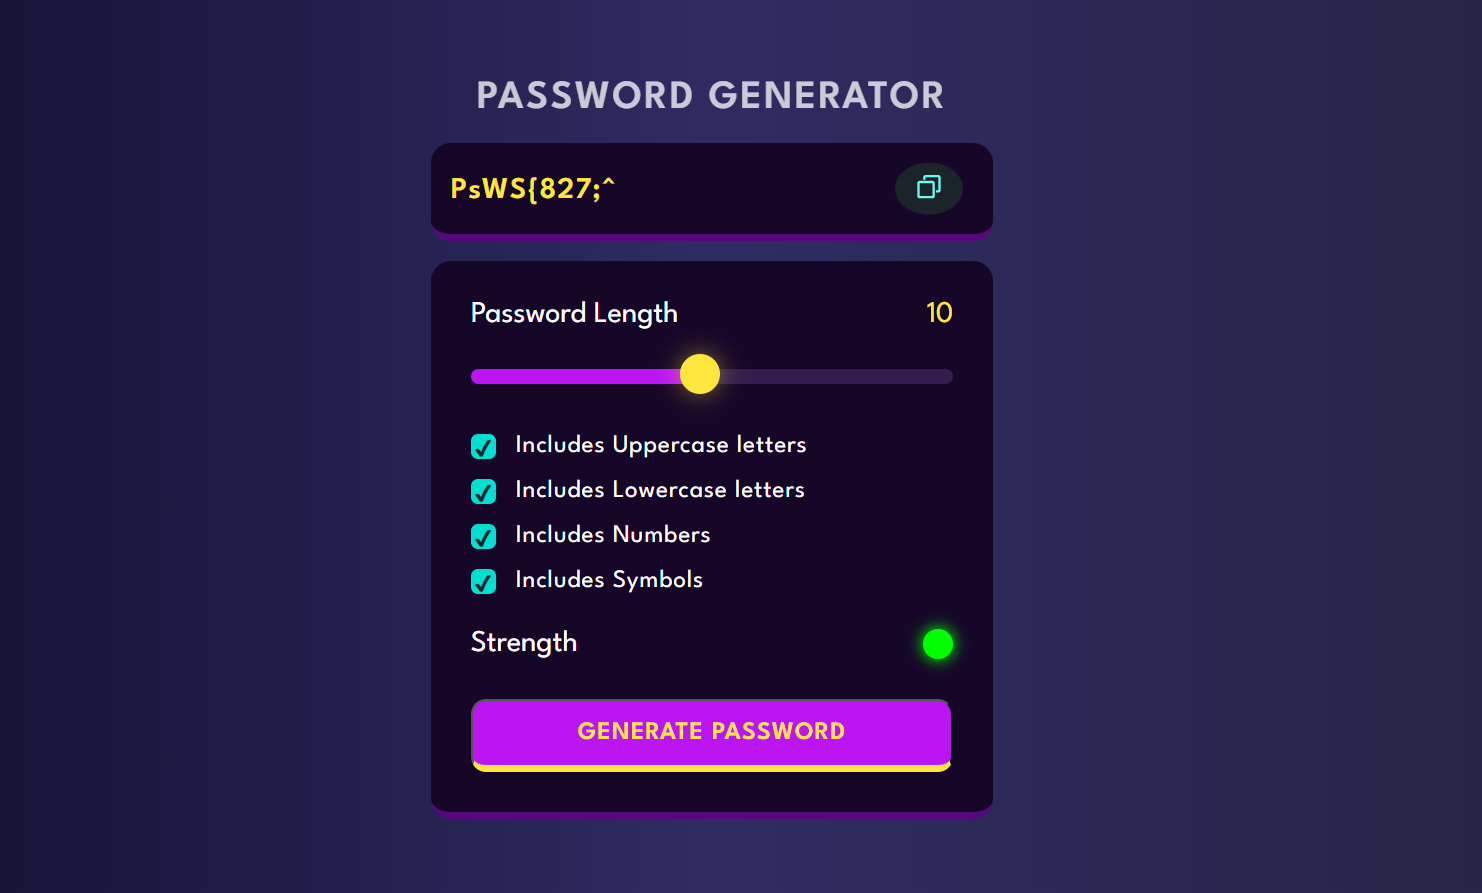 PASSWORD GENERATOR
PsWS{827;^
Password Length 10
Includes Uppercase letters
Includes Lowercase letters
Includes Numbers
Includes Symbols
Strength
GENERATE PASSWORD